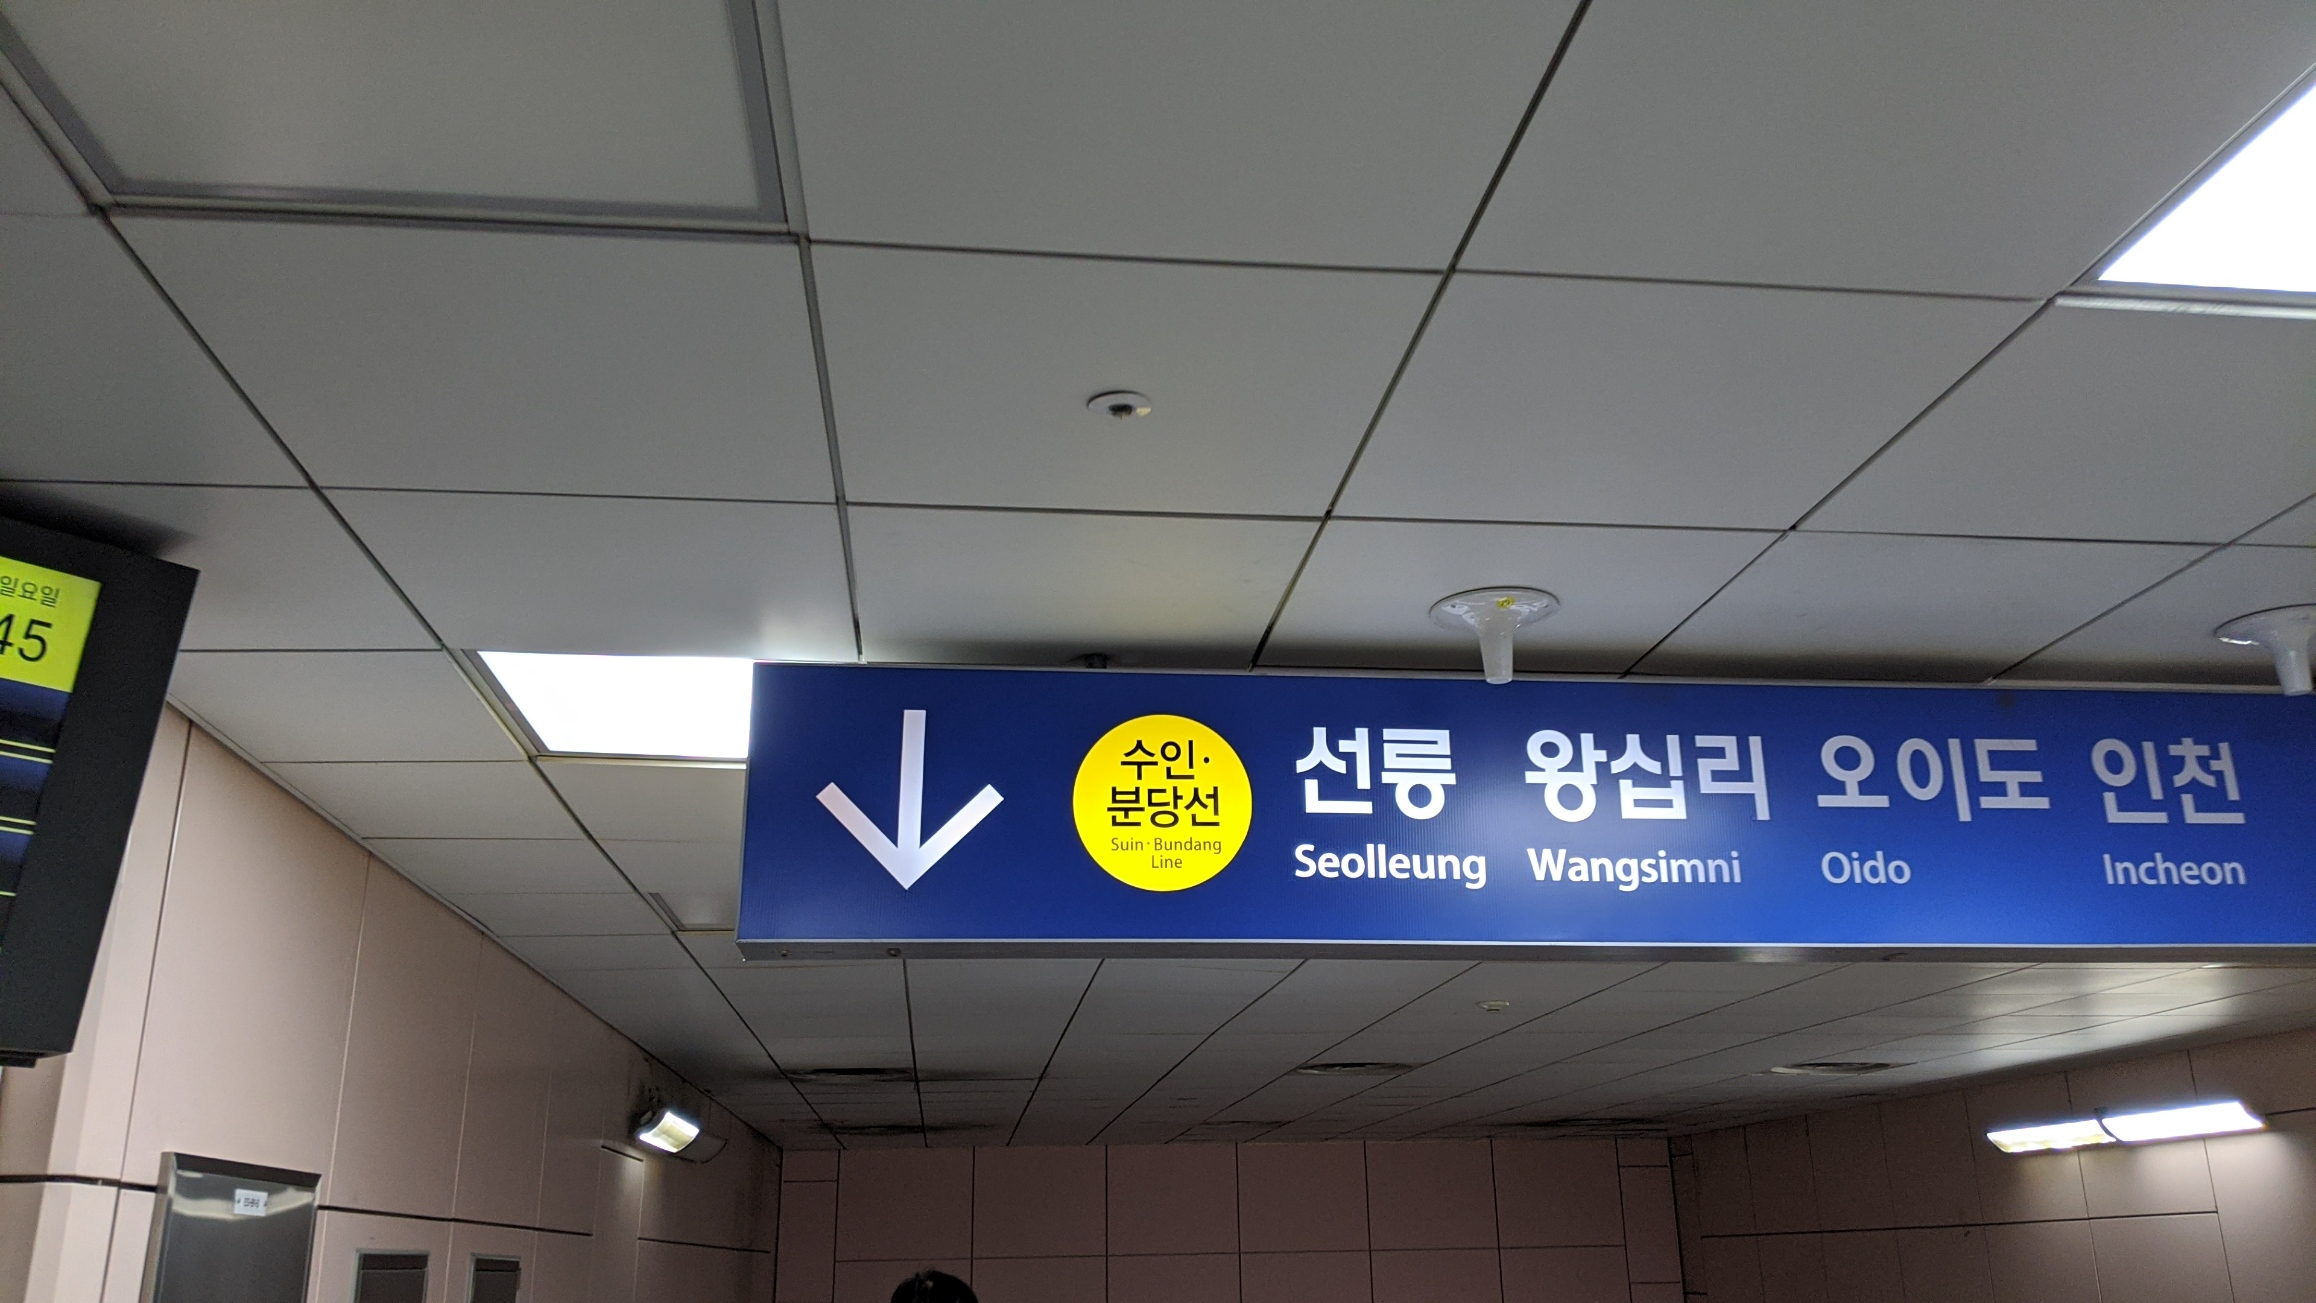 일요일
45
수인·
분당선
Suin·Bundang
Line
선릉 왕십리 오이도 인천
Seolleung Wangsimni Oido Incheon